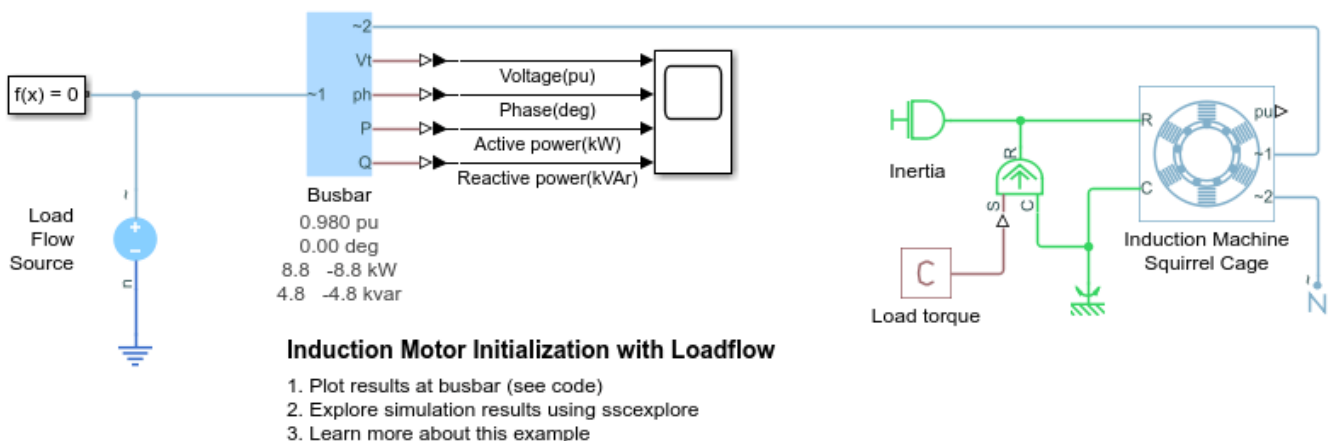 ~2
Vt
Voltage(pu)
f(x) = 0
~1
ph
Phase(deg)
P
Active power(kW)
Q
Reactive power(kVAr)
Busbar
0.980 pu
0.00 deg
8.8 -8.8 kW
4.8 -4.8 kvar
~
Load
Flow
Source
n
Inertia
R
S
C
C
Load torque
R
C
pu
~1
~2
Induction Machine
Squirrel Cage
~
N
Induction Motor Initialization with Loadflow
1. Plot results at busbar (see code)
2. Explore simulation results using sscexplore
3. Learn more about this example